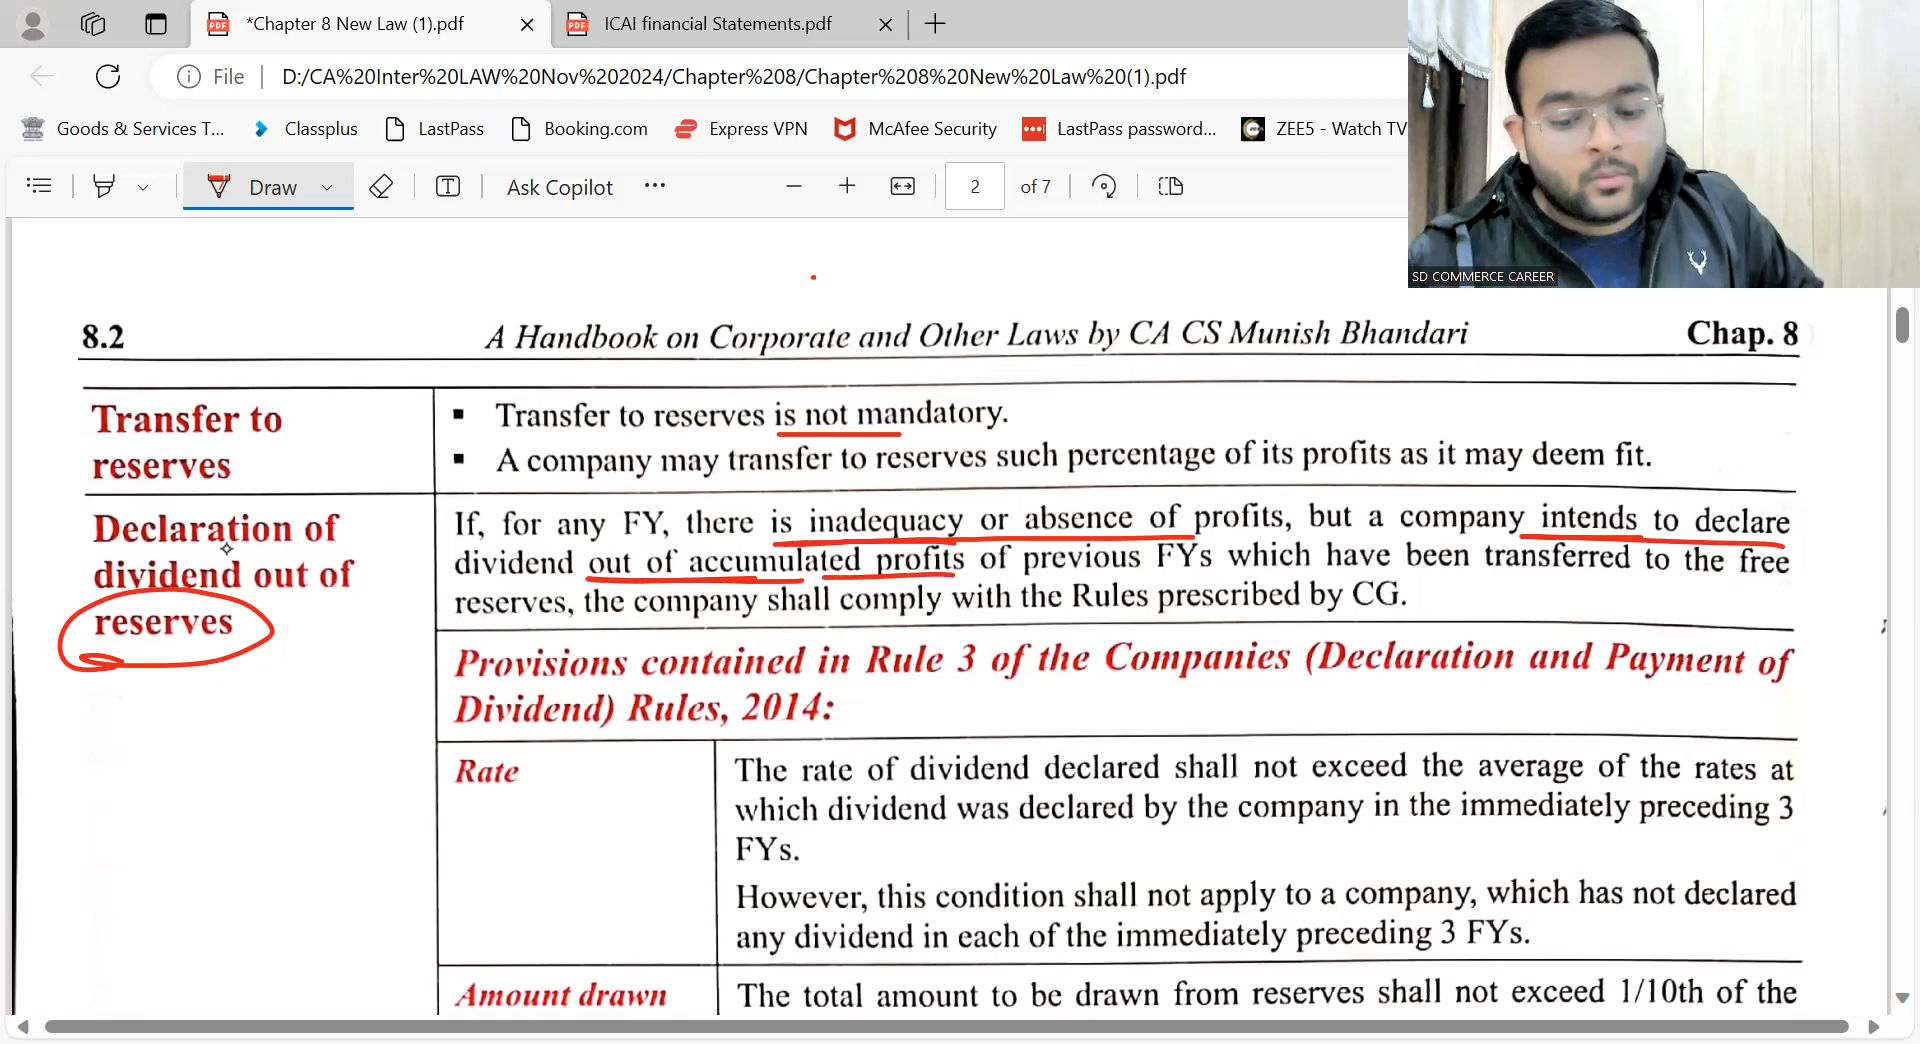 *Chapter 8 New Law (1).pdf
ICAI financial Statements.pdf
File
D:/CA%20Inter%20LAW%20Nov%202024/Chapter%208/Chapter%208%20New%20Law%20(1).pdf
Goods & Services T...
Classplus
LastPass
Booking.com
Express VPN
McAfee Security
LastPass password...
ZEE5 - Watch TV
Draw
Ask Copilot
2
of 7
SD COMMERCE CAREER
8.2
A Handbook on Corporate and Other Laws by CA CS Munish Bhandari
Chap. 8
Transfer to
reserves
▪ Transfer to reserves is not mandatory.
▪ A company may transfer to reserves such percentage of its profits as it may deem fit.
Declaration of
dividend out of
reserves
If, for any FY, there is inadequacy or absence of profits, but a company intends to declare
dividend out of accumulated profits of previous FYs which have been transferred to the free
reserves, the company shall comply with the Rules prescribed by CG.
Provisions contained in Rule 3 of the Companies (Declaration and Payment of
Dividend) Rules, 2014:
Rate
The rate of dividend declared shall not exceed the average of the rates at
which dividend was declared by the company in the immediately preceding 3
FYs.
However, this condition shall not apply to a company, which has not declared
any dividend in each of the immediately preceding 3 FYs.
Amount drawn
The total amount to be drawn from reserves shall not exceed 1/10th of the